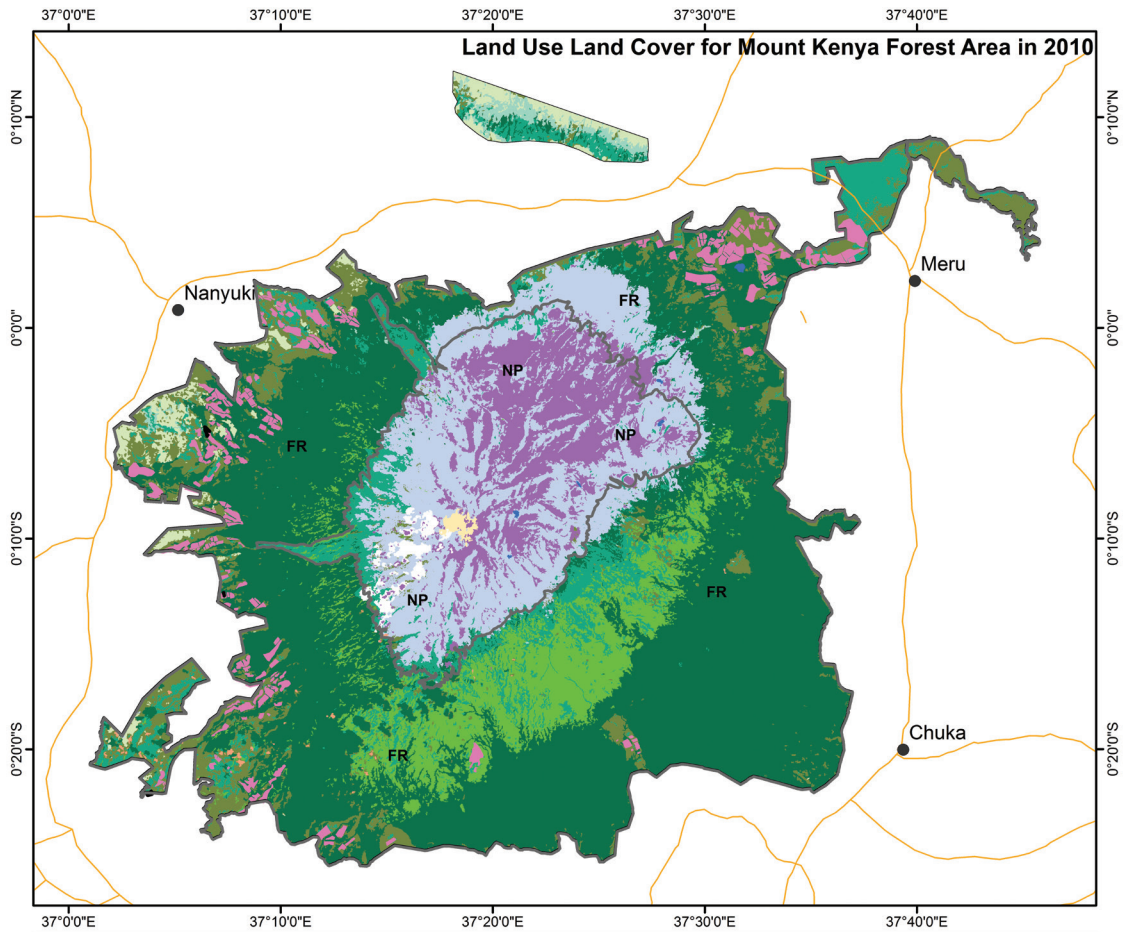 37°0'0"E 37°10'0"E 37°20'0"E 37°30'0"E 37°40'0"E
Land Use Land Cover for Mount Kenya Forest Area in 2010
0°10'0"N 0°10'0"N
Meru
Nanyuki
FR
0°0'0" 0°0'0"
NP
NP
FR
0°10'0"S 0°10'0"S
FR
NP
Chuka
0°20'0"S 0°20'0"S
FR
37°0'0"E 37°10'0"E 37°20'0"E 37°30'0"E 37°40'0"E